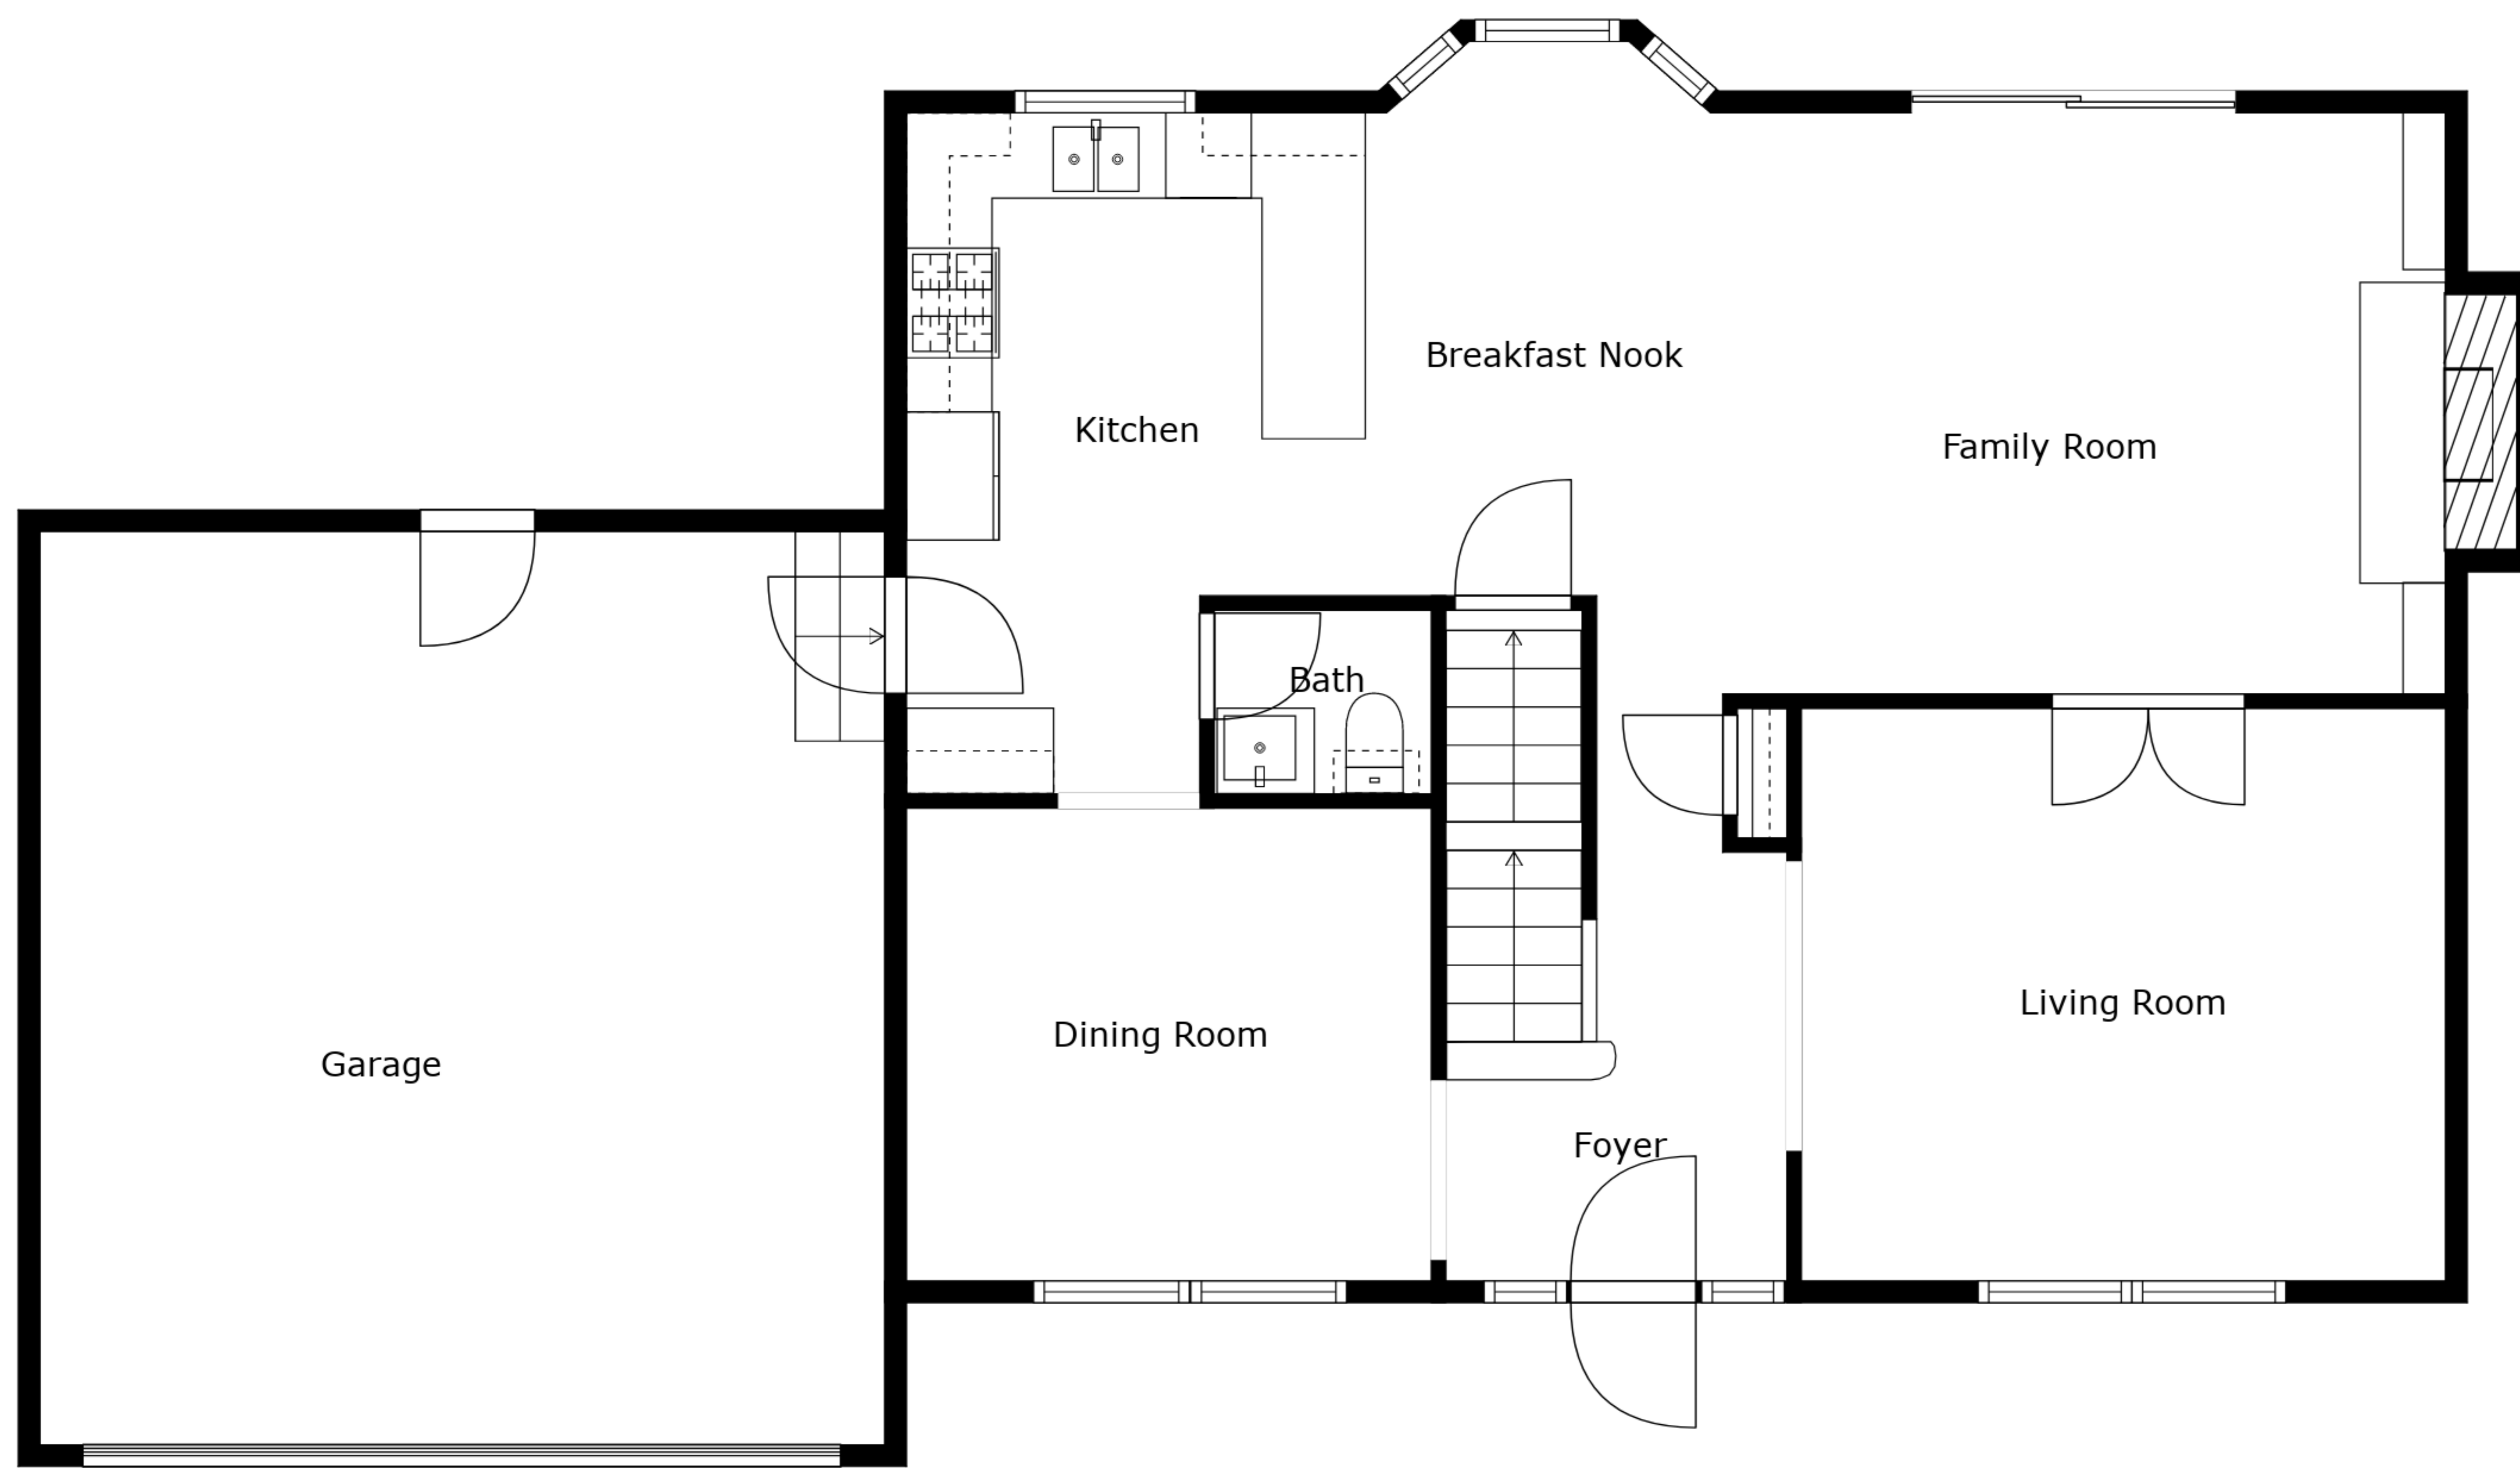 Breakfast Nook
Kitchen
Family Room
Bath
Living Room
Dining Room
Garage
Foyer